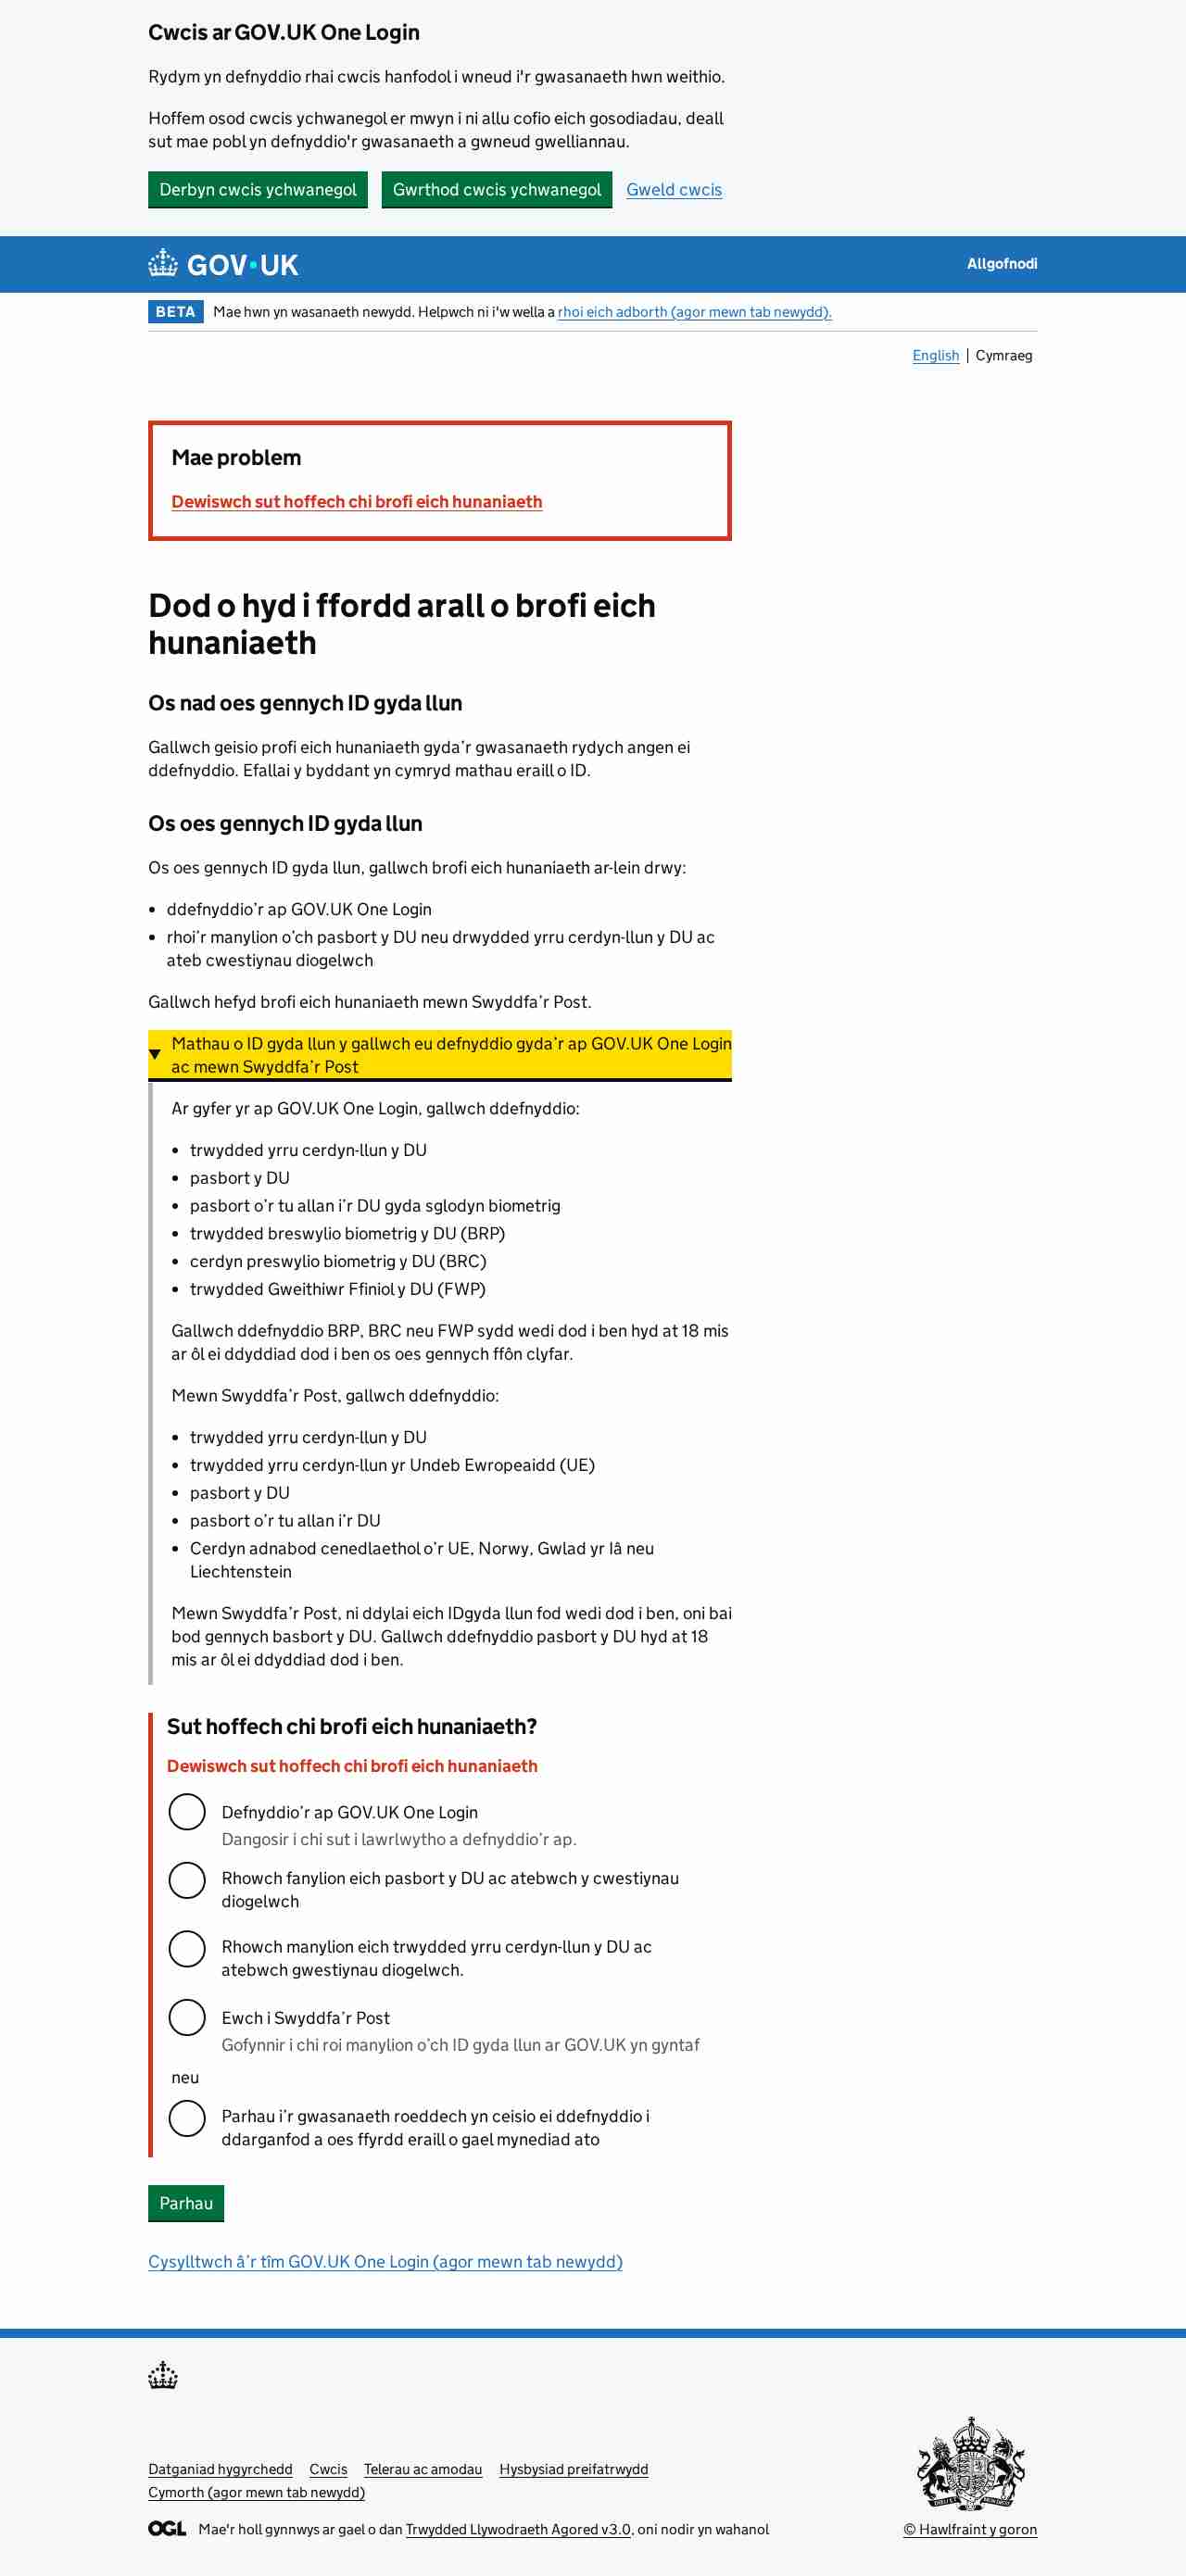 Cwcis ar GOV.UK One Login
Rydym yn defnyddio rhai cwcis hanfodol i wneud i'r gwasanaeth hwn weithio.
Hoffem osod cwcis ychwanegol er mwyn i ni allu cofio eich gosodiadau, deall
sut mae pobl yn defnyddio'r gwasanaeth a gwneud gwelliannau.
Derbyn cwcis ychwanegol Gwrthod cwcis ychwanegol Gweld cwcis
GOV·UK Allgofnodi
BETA Mae hwn yn wasanaeth newydd. Helpwch ni i'w wella a rhoi eich adborth (agor mewn tab newydd).
English | Cymraeg
Mae problem
Dewiswch sut hoffech chi brofi eich hunaniaeth
Dod o hyd i ffordd arall o brofi eich
hunaniaeth
Os nad oes gennych ID gyda llun
Gallwch geisio profi eich hunaniaeth gyda’r gwasanaeth rydych angen ei
ddefnyddio. Efallai y byddant yn cymryd mathau eraill o ID.
Os oes gennych ID gyda llun
Os oes gennych ID gyda llun, gallwch brofi eich hunaniaeth ar-lein drwy:
• ddefnyddio’r ap GOV.UK One Login
• rhoi’r manylion o’ch pasbort y DU neu drwydded yrru cerdyn-llun y DU ac
ateb cwestiynau diogelwch
Gallwch hefyd brofi eich hunaniaeth mewn Swyddfa’r Post.
Mathau o ID gyda llun y gallwch eu defnyddio gyda’r ap GOV.UK One Login
ac mewn Swyddfa’r Post
Ar gyfer yr ap GOV.UK One Login, gallwch ddefnyddio:
• trwydded yrru cerdyn-llun y DU
• pasbort y DU
• pasbort o’r tu allan i’r DU gyda sglodyn biometrig
• trwydded breswylio biometrig y DU (BRP)
• cerdyn preswylio biometrig y DU (BRC)
• trwydded Gweithiwr Ffiniol y DU (FWP)
Gallwch ddefnyddio BRP, BRC neu FWP sydd wedi dod i ben hyd at 18 mis
ar ôl ei ddyddiad dod i ben os oes gennych ffôn clyfar.
Mewn Swyddfa’r Post, gallwch ddefnyddio:
• trwydded yrru cerdyn-llun y DU
• trwydded yrru cerdyn-llun yr Undeb Ewropeaidd (UE)
• pasbort y DU
• pasbort o’r tu allan i’r DU
• Cerdyn adnabod cenedlaethol o’r UE, Norwy, Gwlad yr Iâ neu
Liechtenstein
Mewn Swyddfa’r Post, ni ddylai eich IDgyda llun fod wedi dod i ben, oni bai
bod gennych basbort y DU. Gallwch ddefnyddio pasbort y DU hyd at 18
mis ar ôl ei ddyddiad dod i ben.
Sut hoffech chi brofi eich hunaniaeth?
Dewiswch sut hoffech chi brofi eich hunaniaeth
Defnyddio’r ap GOV.UK One Login
Dangosir i chi sut i lawrlwytho a defnyddio’r ap.
Rhowch fanylion eich pasbort y DU ac atebwch y cwestiynau
diogelwch
Rhowch manylion eich trwydded yrru cerdyn-llun y DU ac
atebwch gwestiynau diogelwch.
Ewch i Swyddfa’r Post
Gofynnir i chi roi manylion o’ch ID gyda llun ar GOV.UK yn gyntaf
neu
Parhau i’r gwasanaeth roeddech yn ceisio ei ddefnyddio i
ddarganfod a oes ffyrdd eraill o gael mynediad ato
Parhau
Cysylltwch â’r tîm GOV.UK One Login (agor mewn tab newydd)
Datganiad hygyrchedd Cwcis Telerau ac amodau Hysbysiad preifatrwydd
Cymorth (agor mewn tab newydd)
OGL Mae'r holl gynnwys ar gael o dan Trwydded Llywodraeth Agored v3.0, oni nodir yn wahanol
© Hawlfraint y goron